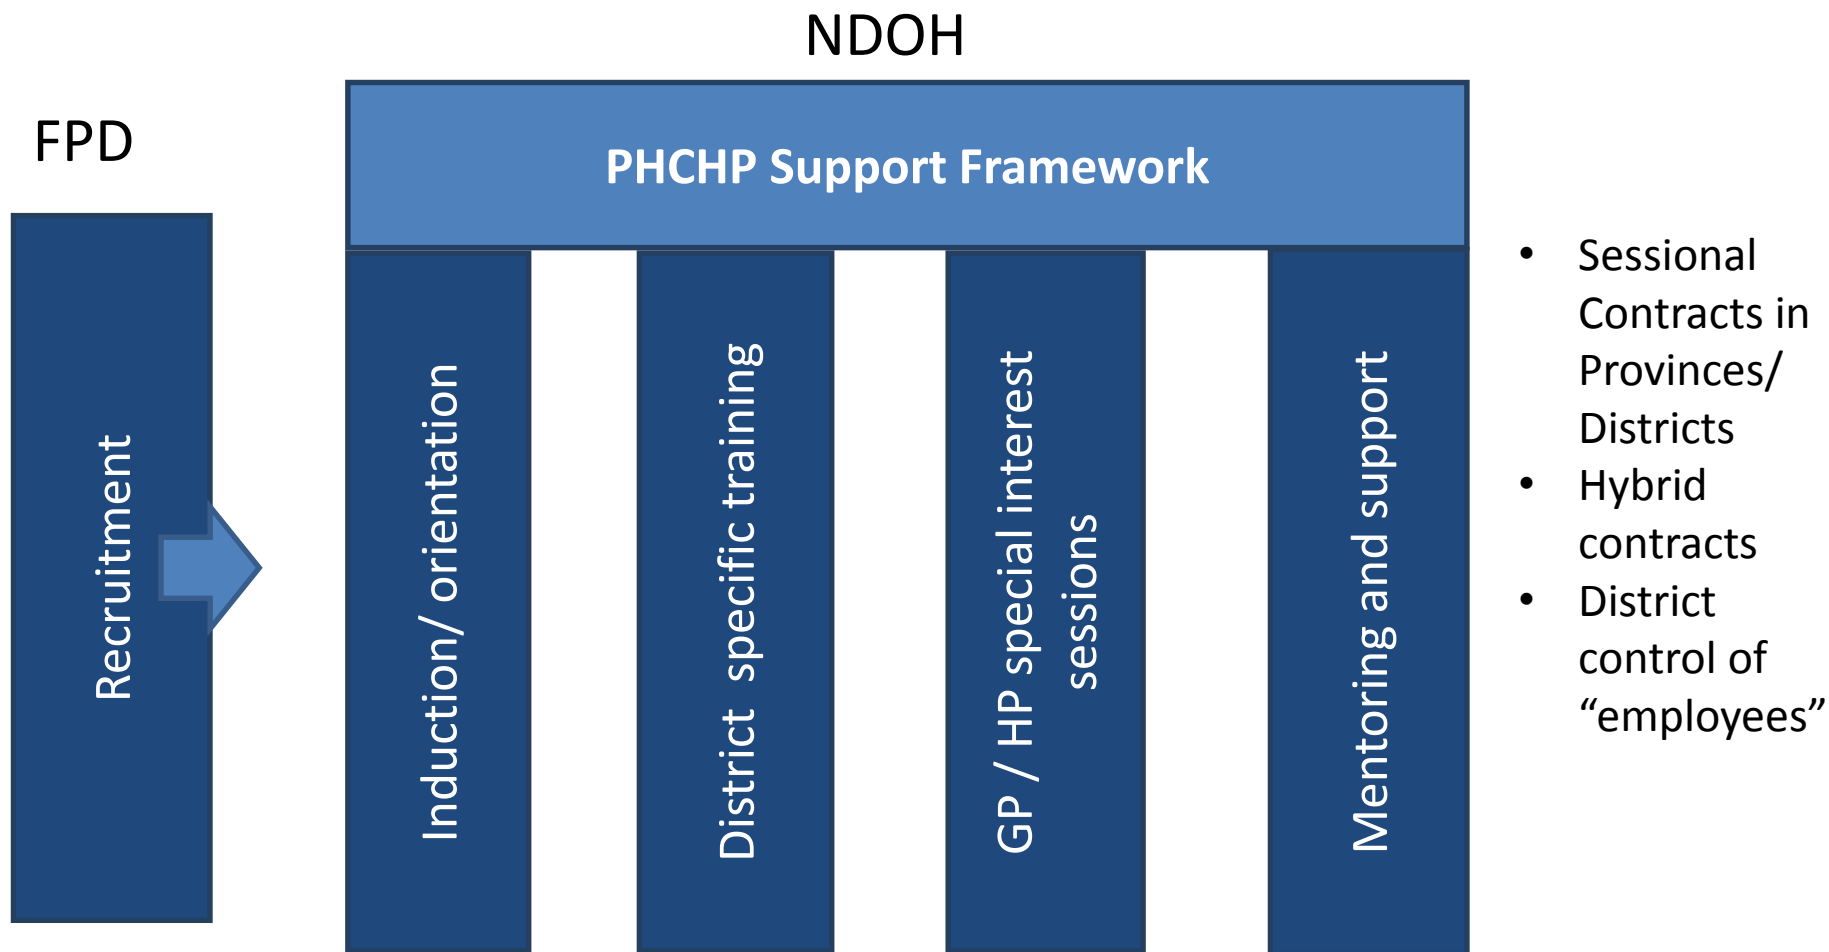 NDOH
FPD
PHCHP Support Framework
Recruitment
Induction/ orientation
District  specific training
GP / HP special interest
sessions
Mentoring and support
• Sessional
Contracts in
Provinces/
Districts
• Hybrid
contracts
• District
control of
“employees”